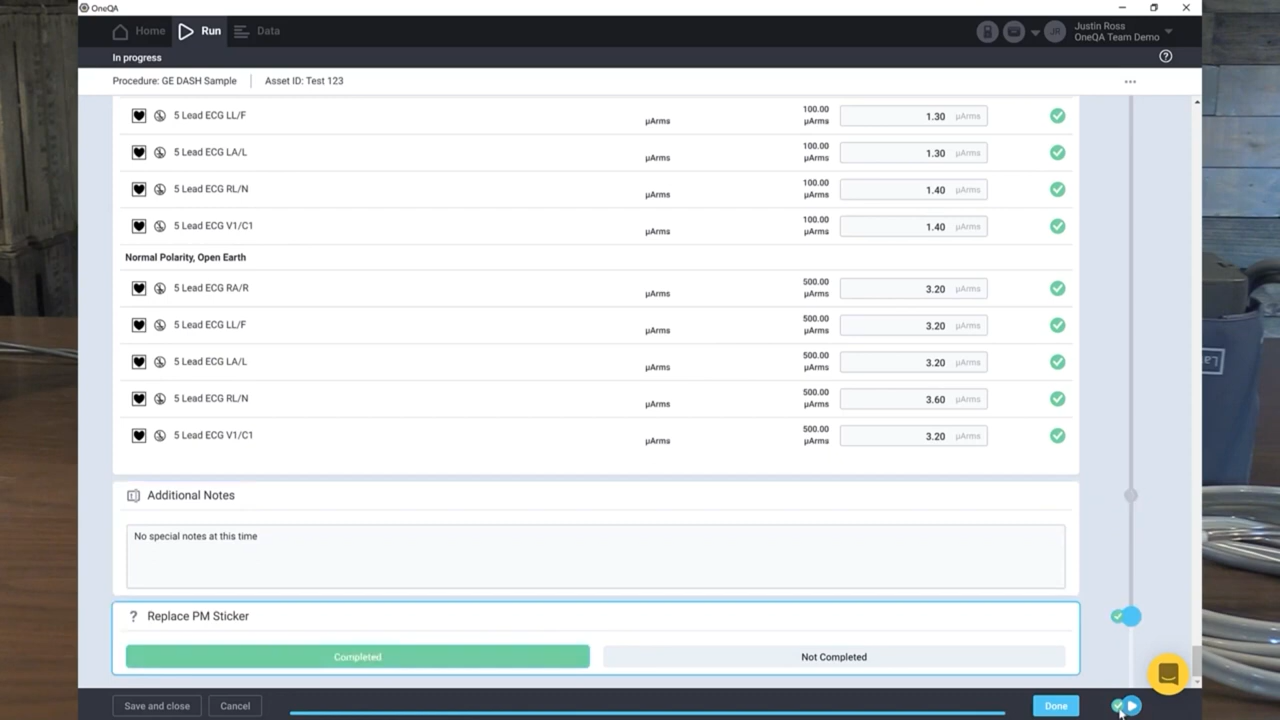 OneQA
Home Run Data
JR
Justin Ross
OneQA Team Demo
In progress
Procedure: GE DASH Sample Asset ID: Test 123
5 Lead ECG LL/F µArms 100.00 µArms 1.30 µArms
5 Lead ECG LA/L µArms 100.00 µArms 1.30 µArms
5 Lead ECG RL/N µArms 100.00 µArms 1.40 µArms
5 Lead ECG V1/C1 µArms 100.00 µArms 1.40 µArms
Normal Polarity, Open Earth
5 Lead ECG RA/R µArms 500.00 µArms 3.20 µArms
5 Lead ECG LL/F µArms 500.00 µArms 3.20 µArms
5 Lead ECG LA/L µArms 500.00 µArms 3.20 µArms
5 Lead ECG RL/N µArms 500.00 µArms 3.60 µArms
5 Lead ECG V1/C1 µArms 500.00 µArms 3.20 µArms
Additional Notes
No special notes at this time
? Replace PM Sticker
Completed Not Completed
Save and close Cancel Done